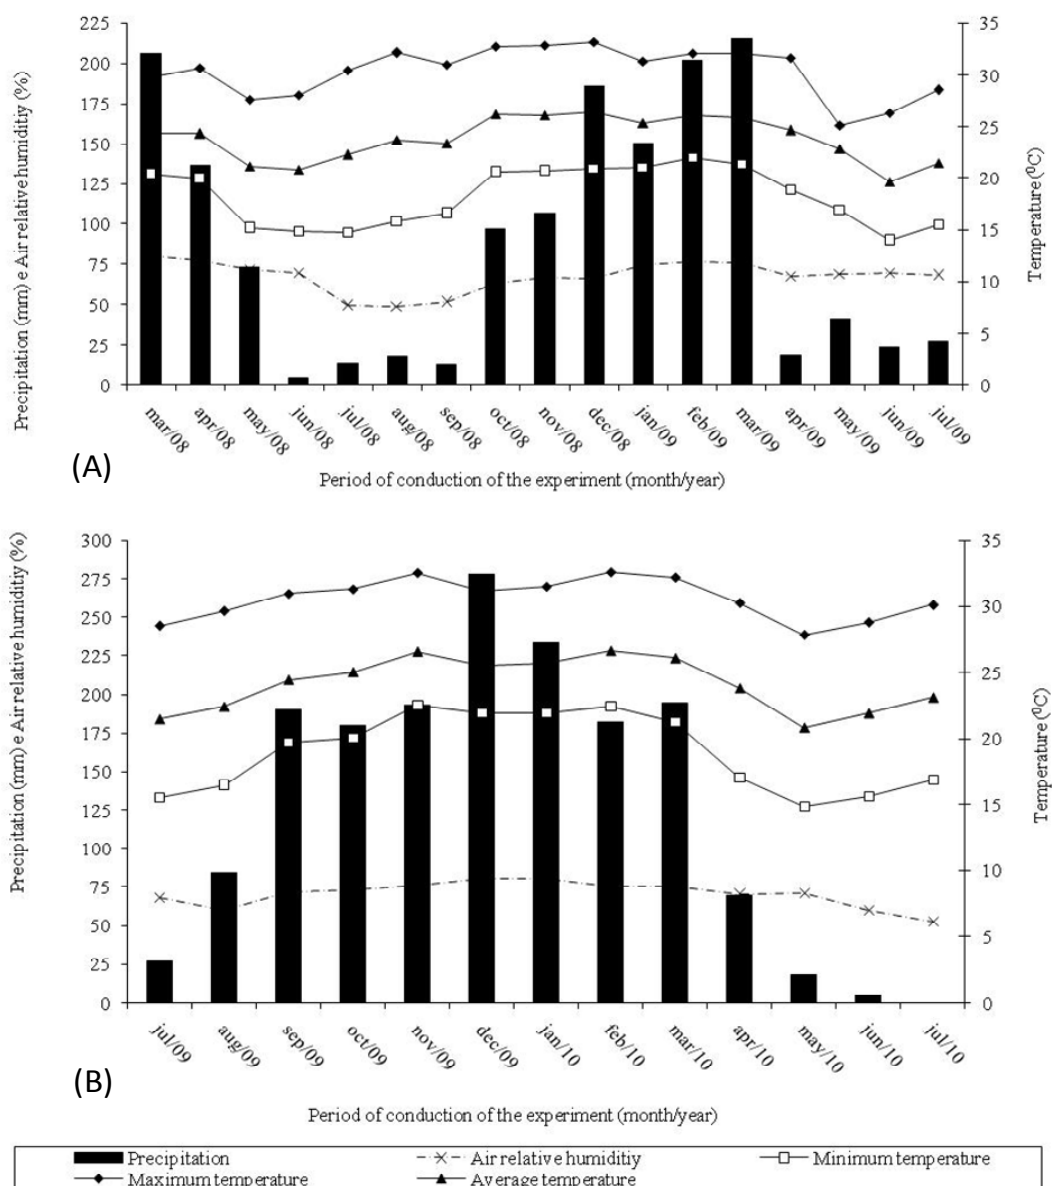 Precipitation (mm) e Air relative humiditiy (%)
225
200
175
150
125
100
75
50
25
0
35
30
25
20
15
10
5
0
Temperature (⁰C)
mar/08
apr/08
may/08
jun/08
jul/08
aug/08
sep/08
oct/08
nov/08
dec/08
jan/09
feb/09
mar/09
apr/09
may/09
jun/09
jul/09
(A)
Period of conduction of the experiment (month/year)
Precipitation (mm) e Air relative humiditiy (%)
300
275
250
225
200
175
150
125
100
75
50
25
0
35
30
25
20
15
10
5
0
Temperature (⁰C)
jul/09
aug/09
sep/09
oct/09
nov/09
dec/09
jan/10
feb/10
mar/10
apr/10
may/10
jun/10
jul/10
(B)
Period of conduction of the experiment (month/year)
Precipitation Air relative humiditiy Minimum temperature
Maximum temperature Average temperature